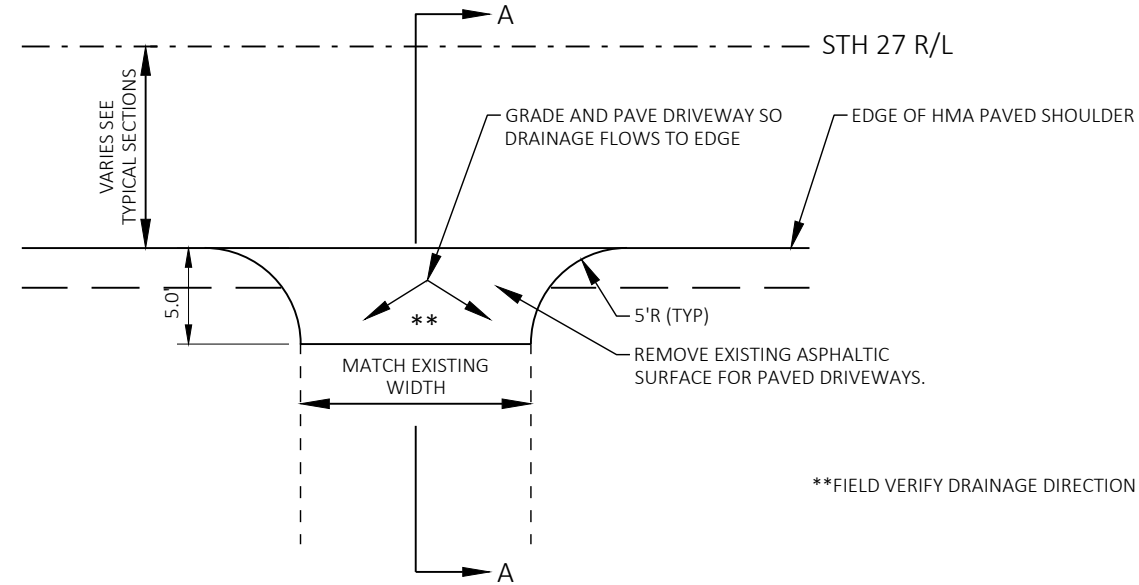 A
STH 27 R/L
GRADE AND PAVE DRIVEWAY SO
DRAINAGE FLOWS TO EDGE
EDGE OF HMA PAVED SHOULDER
VARIES SEE
TYPICAL SECTIONS
5.0'
**
5'R (TYP)
REMOVE EXISTING ASPHALTIC
SURFACE FOR PAVED DRIVEWAYS.
MATCH EXISTING
WIDTH
**FIELD VERIFY DRAINAGE DIRECTION
A